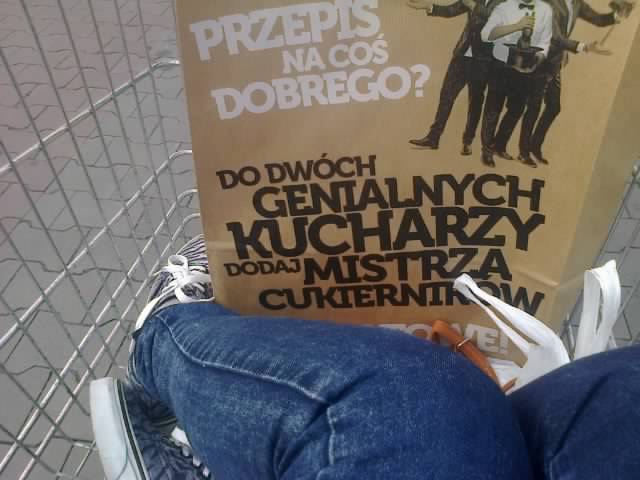 PRZEPIS
NA COŚ
DOBREGO?
DO DWÓCH
GENIALNYCH
KUCHARZY
DODAJ MISTRZA
CUKIERNIKÓW